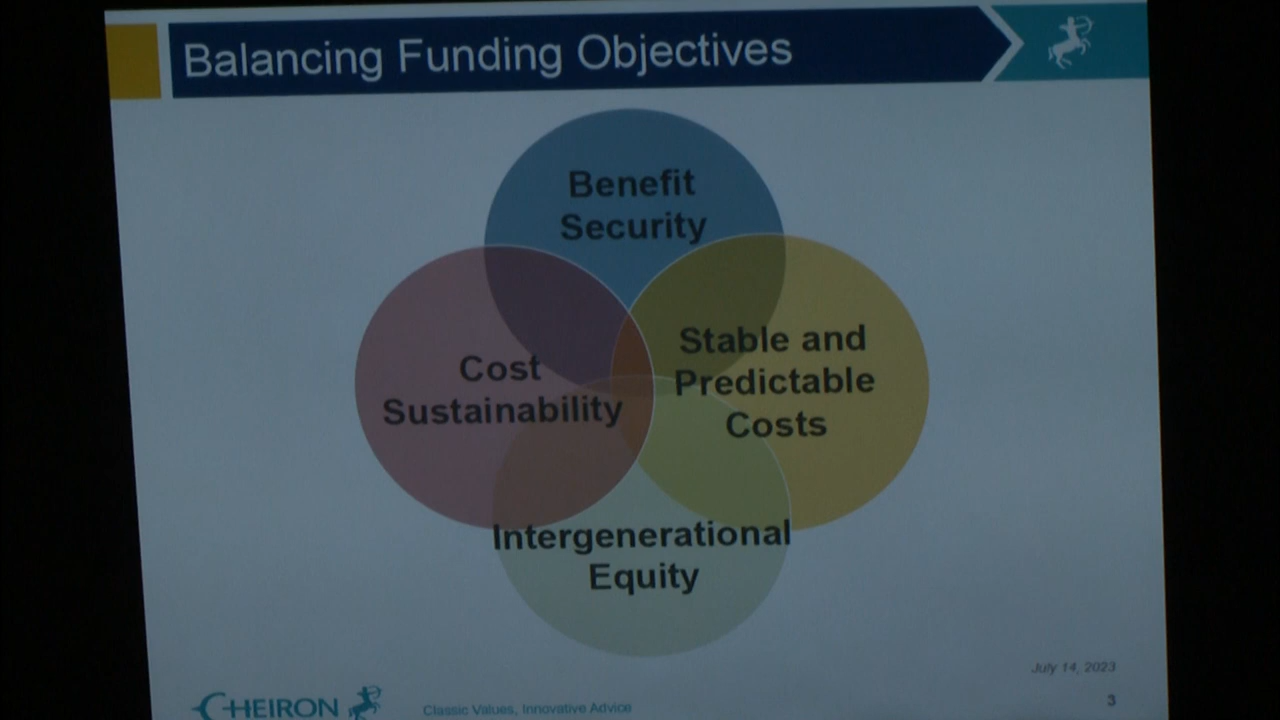 Balancing Funding Objectives
Benefit
Security
Stable and
Predictable
Costs
Cost
Sustainability
Intergenerational
Equity
July 14, 2023
CHEIRON
Classic Values, Innovative Advice
3